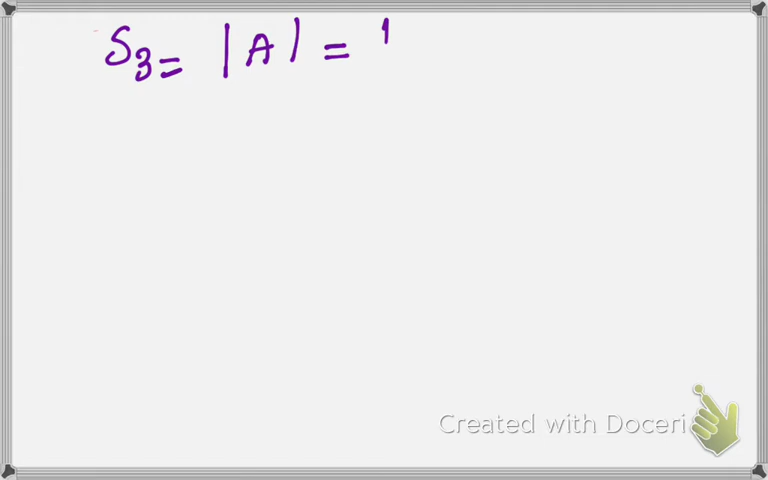 S3= |A| = 1
Created with Doceri